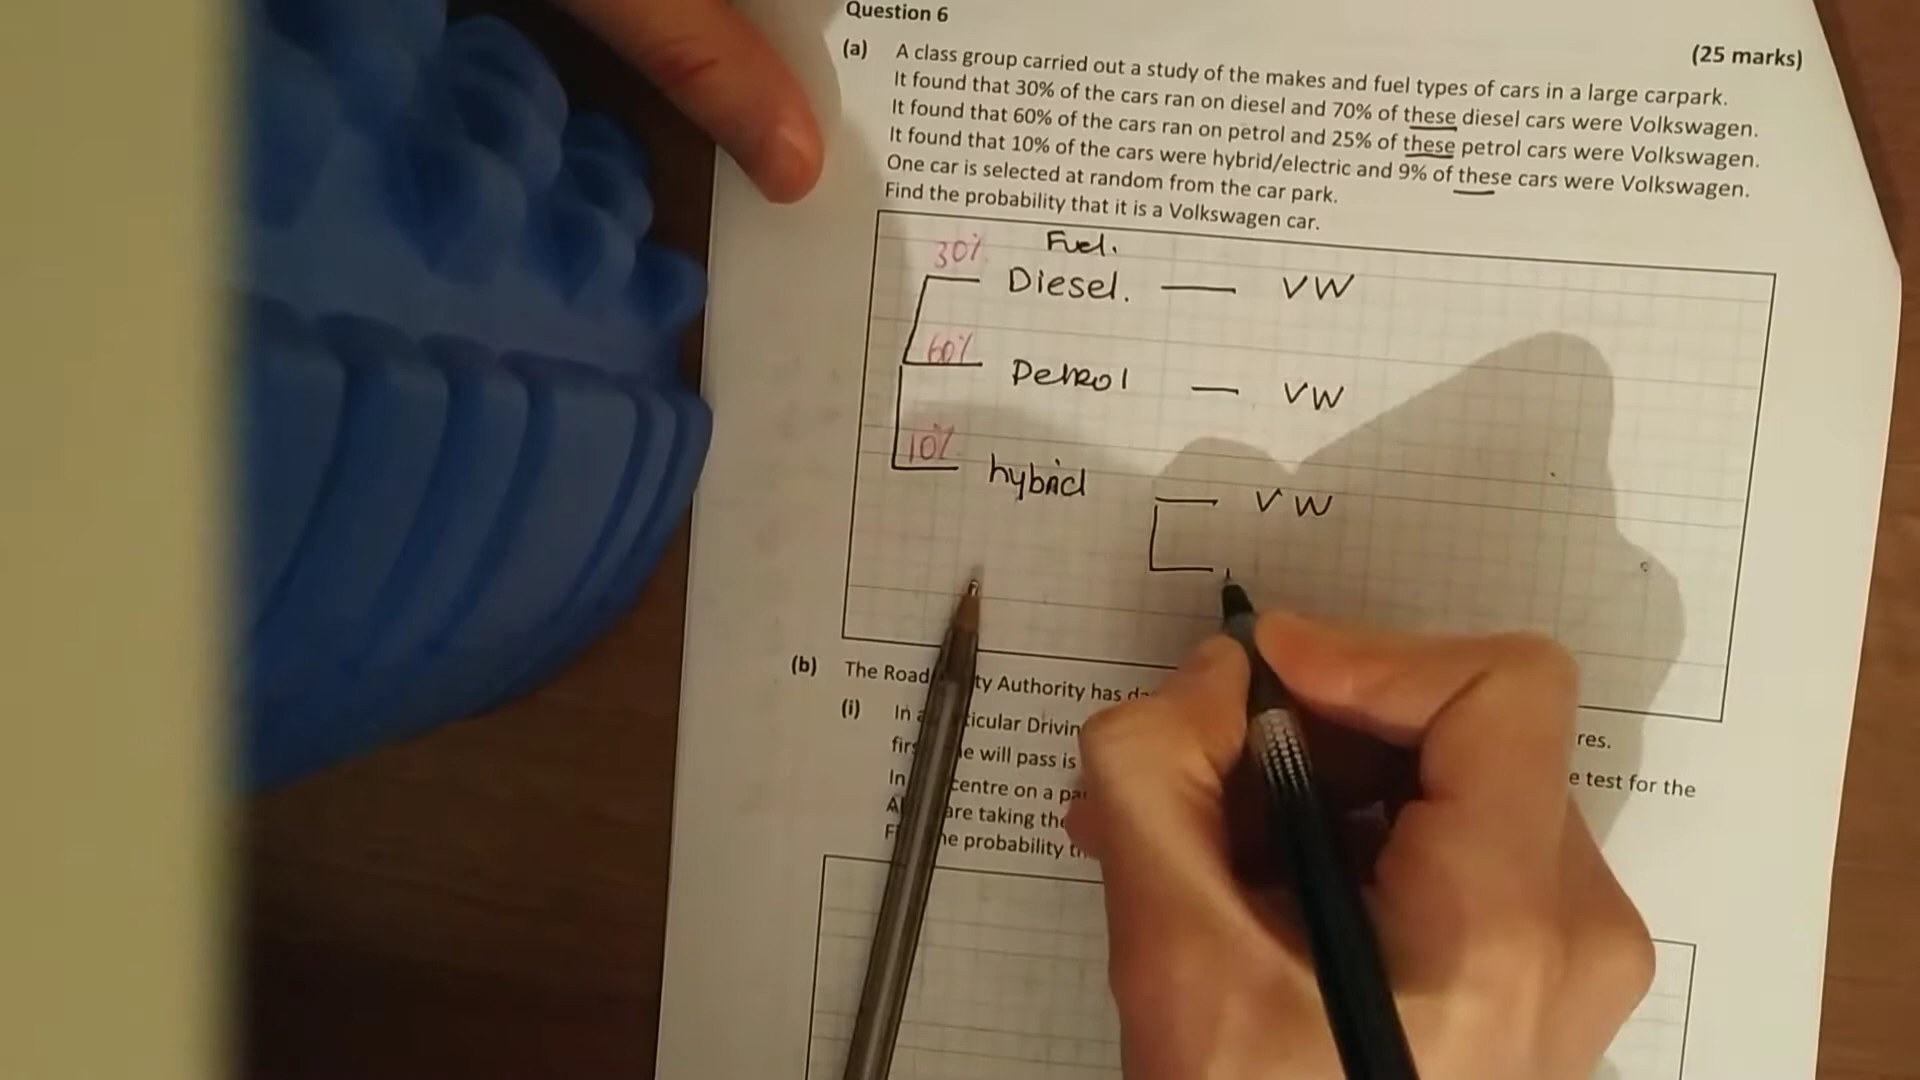 Question 6
(25 marks)
(a) A class group carried out a study of the makes and fuel types of cars in a large carpark.
It found that 30% of the cars ran on diesel and 70% of these diesel cars were Volkswagen.
It found that 60% of the cars ran on petrol and 25% of these petrol cars were Volkswagen.
It found that 10% of the cars were hybrid/electric and 9% of these cars were Volkswagen.
One car is selected at random from the car park.
Find the probability that it is a Volkswagen car.
Fuel.
30% Diesel. VW
60% Petrol VW
10% hybrid VW
(b) The Road ty Authority has
(i) In icular res.
will pass is e test for the
In centre on a
are taking the
probability